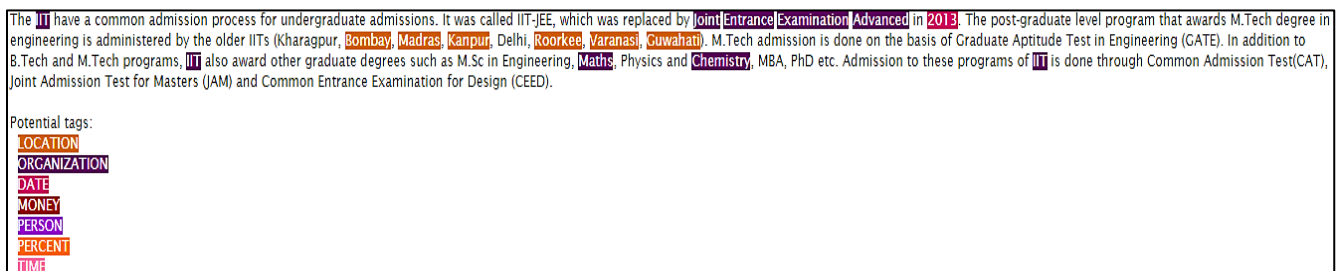 The IIT have a common admission process for undergraduate admissions. It was called IIT-JEE, which was replaced by Joint Entrance Examination Advanced in 2013. The post-graduate level program that awards M.Tech degree in
engineering is administered by the older IITs (Kharagpur, Bombay, Madras, Kanpur, Delhi, Roorkee, Varanasi, Guwahati). M.Tech admission is done on the basis of Graduate Aptitude Test in Engineering (GATE). In addition to
B.Tech and M.Tech programs, IIT also award other graduate degrees such as M.Sc in Engineering, Maths, Physics and Chemistry, MBA, PhD etc. Admission to these programs of IIT is done through Common Admission Test(CAT),
Joint Admission Test for Masters (JAM) and Common Entrance Examination for Design (CEED).
Potential tags:
LOCATION
ORGANIZATION
DATE
MONEY
PERSON
PERCENT
TIME